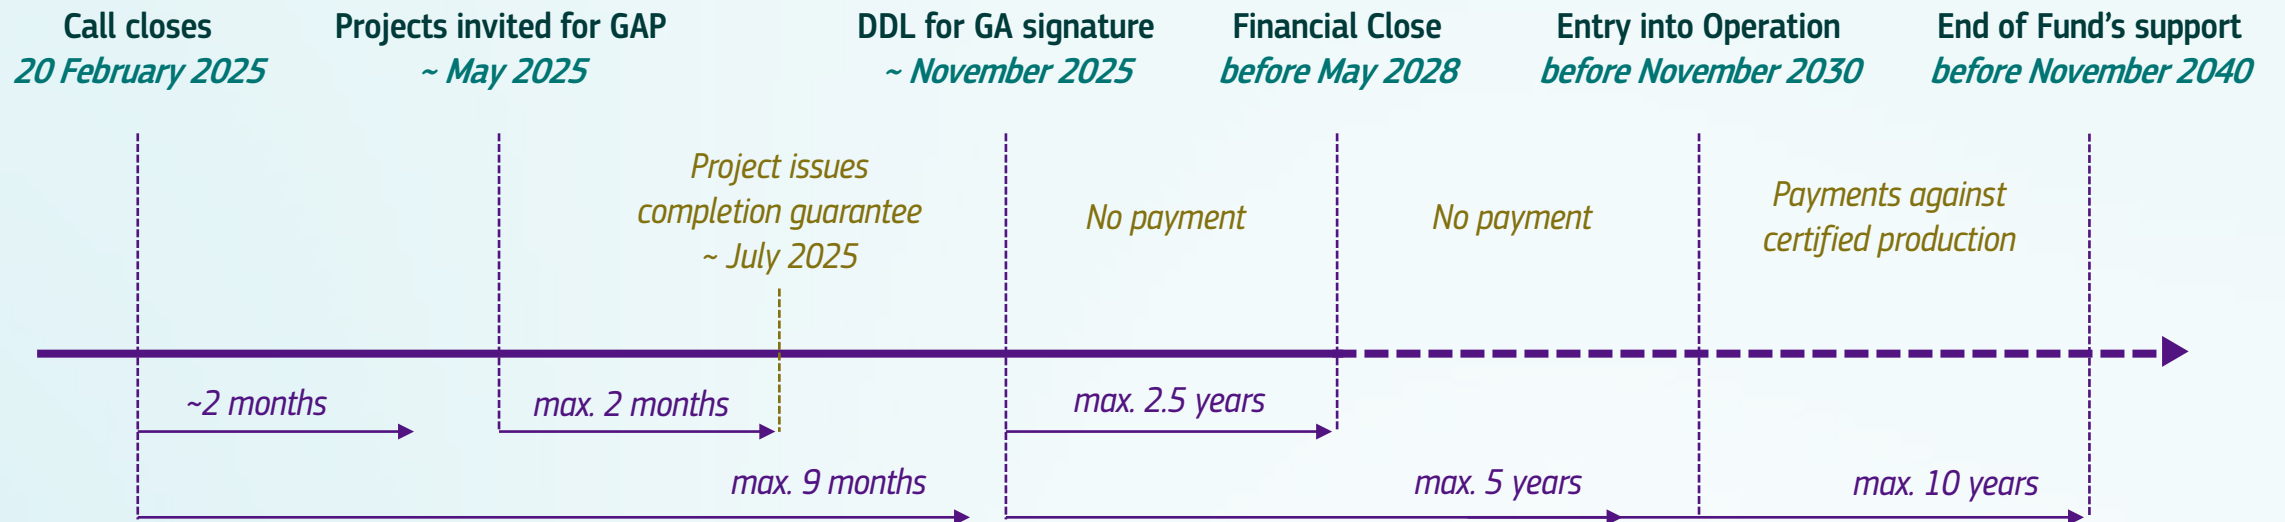 Call closes
20 February 2025
Projects invited for GAP
~ May 2025
DDL for GA signature
~ November 2025
Financial Close
before May 2028
Entry into Operation
before November 2030
End of Fund's support
before November 2040
Project issues
completion guarantee
~ July 2025
No payment
No payment
Payments against
certified production
~2 months
max. 2 months
max. 2.5 years
max. 9 months
max. 5 years
max. 10 years